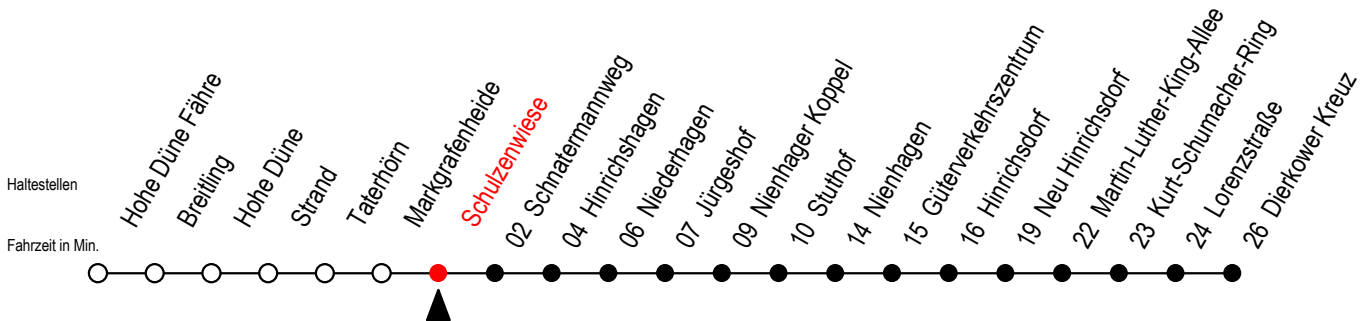 Haltestellen
Hohe Düne Fähre
Breitling
Hohe Düne
Strand
Taterhörn
Markgrafenheide
Schulzenwiese
02 Schnatermannweg
04 Hinrichshagen
06 Niederhagen
07 Jürgeshof
09 Nienhager Koppel
10 Stuthof
14 Nienhagen
15 Güterverkehrszentrum
16 Hinrichsdorf
19 Neu Hinrichsdorf
22 Martin-Luther-King-Allee
23 Kurt-Schumacher-Ring
24 Lorenzstraße
26 Dierkower Kreuz
Fahrzeit in Min.